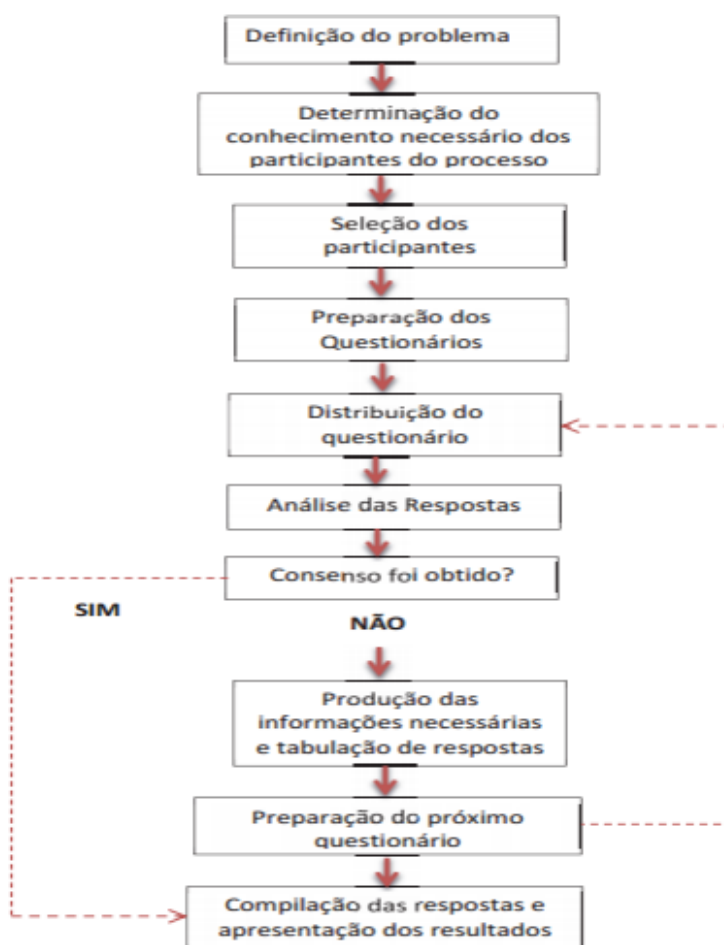 Definição do problema
Determinação do
conhecimento necessário dos
participantes do processo
Seleção dos
participantes
Preparação dos
Questionários
Distribuição do
questionário
Análise das Respostas
Consenso foi obtido?
SIM
NÃO
Produção das
informações necessárias
e tabulação de respostas
Preparação do próximo
questionário
Compilação das respostas e
apresentação dos resultados